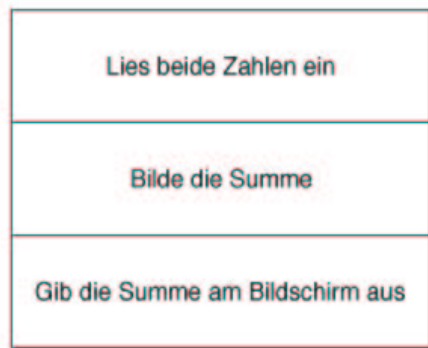 Lies beide Zahlen ein
Bilde die Summe
Gib die Summe am Bildschirm aus